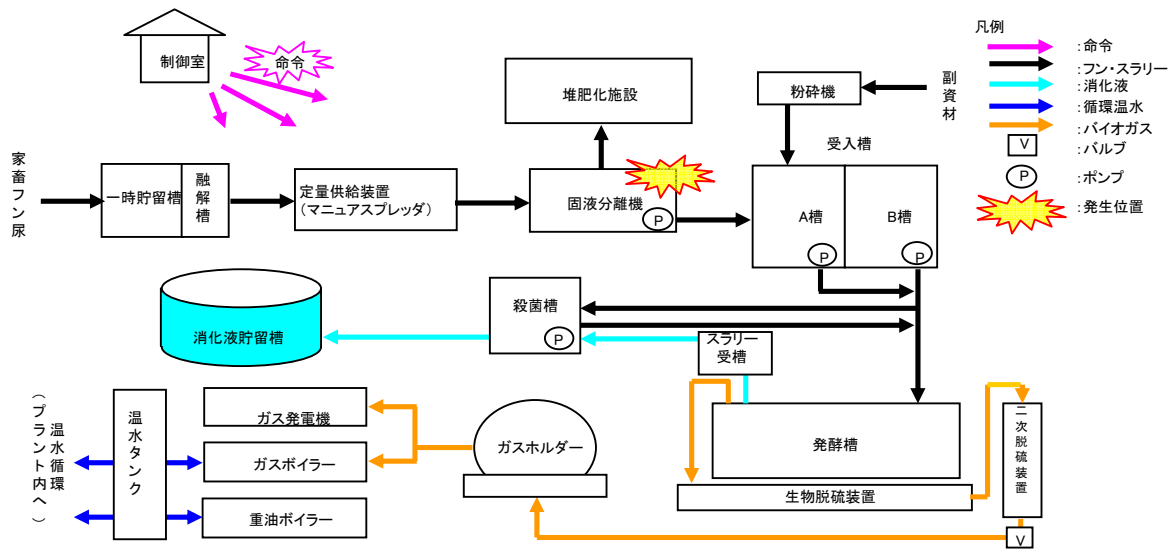 凡例
:命令
:フン・スラリー
:消化液
:循環温水
:バイオガス
V
:バルブ
P
:ポンプ
:発生位置
制御室
命令
堆肥化施設
粉砕機
副資材
受入槽
家畜フン尿
一時貯留槽
融解槽
定量供給装置
(マニュアスプレッダ)
固液分離機
P
A槽
P
B槽
P
消化液貯留槽
殺菌槽
P
スラリー
受槽
温水循環
(プラント内へ)
温水タンク
ガス発電機
ガスボイラー
重油ボイラー
ガスホルダー
発酵槽
生物脱硫装置
二次脱硫装置
V